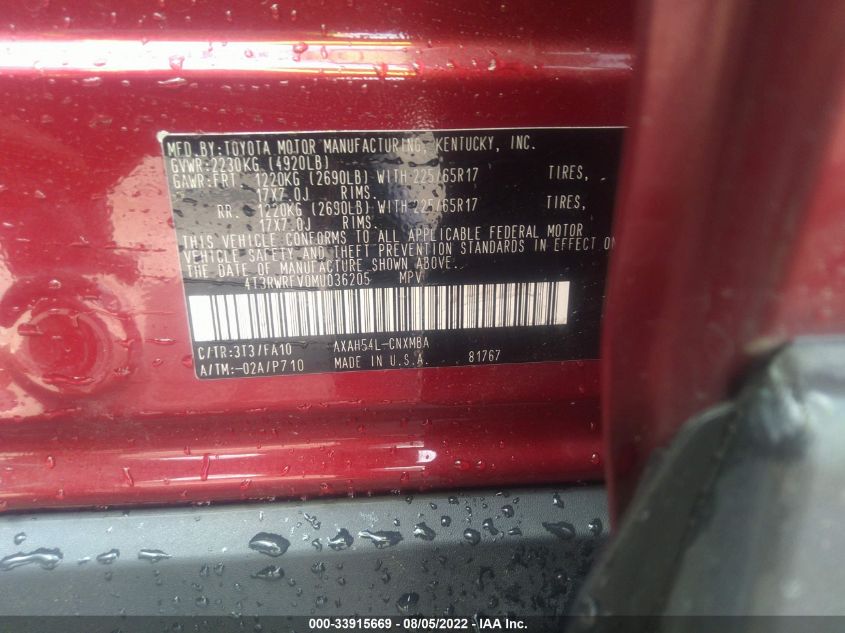 MFD.BY:TOYOTA MOTOR MANUFACTURING, KENTUCKY, INC.
GVWR:2230KG (4920LB)
GAWR:FRT. 1220KG (2690LB) WITH 225/65R17 TIRES,
17X7.0J RIMS.
RR. 1220KG (2690LB) WITH 225/65R17 TIRES,
17X7.0J RIMS.
THIS VEHICLE CONFORMS TO ALL APPLICABLE FEDERAL MOTOR
VEHICLE SAFETY AND THEFT PREVENTION STANDARDS IN EFFECT ON
THE DATE OF MANUFACTURE SHOWN ABOVE.
4T3RWRFV0MU036205 MPV
C/TR:3T3/FA10 AXAH54L-CNXMBA
A/TM:-02A/P710 MADE IN U.S.A. 81767
000-33915669 - 08/05/2022 - IAA Inc.